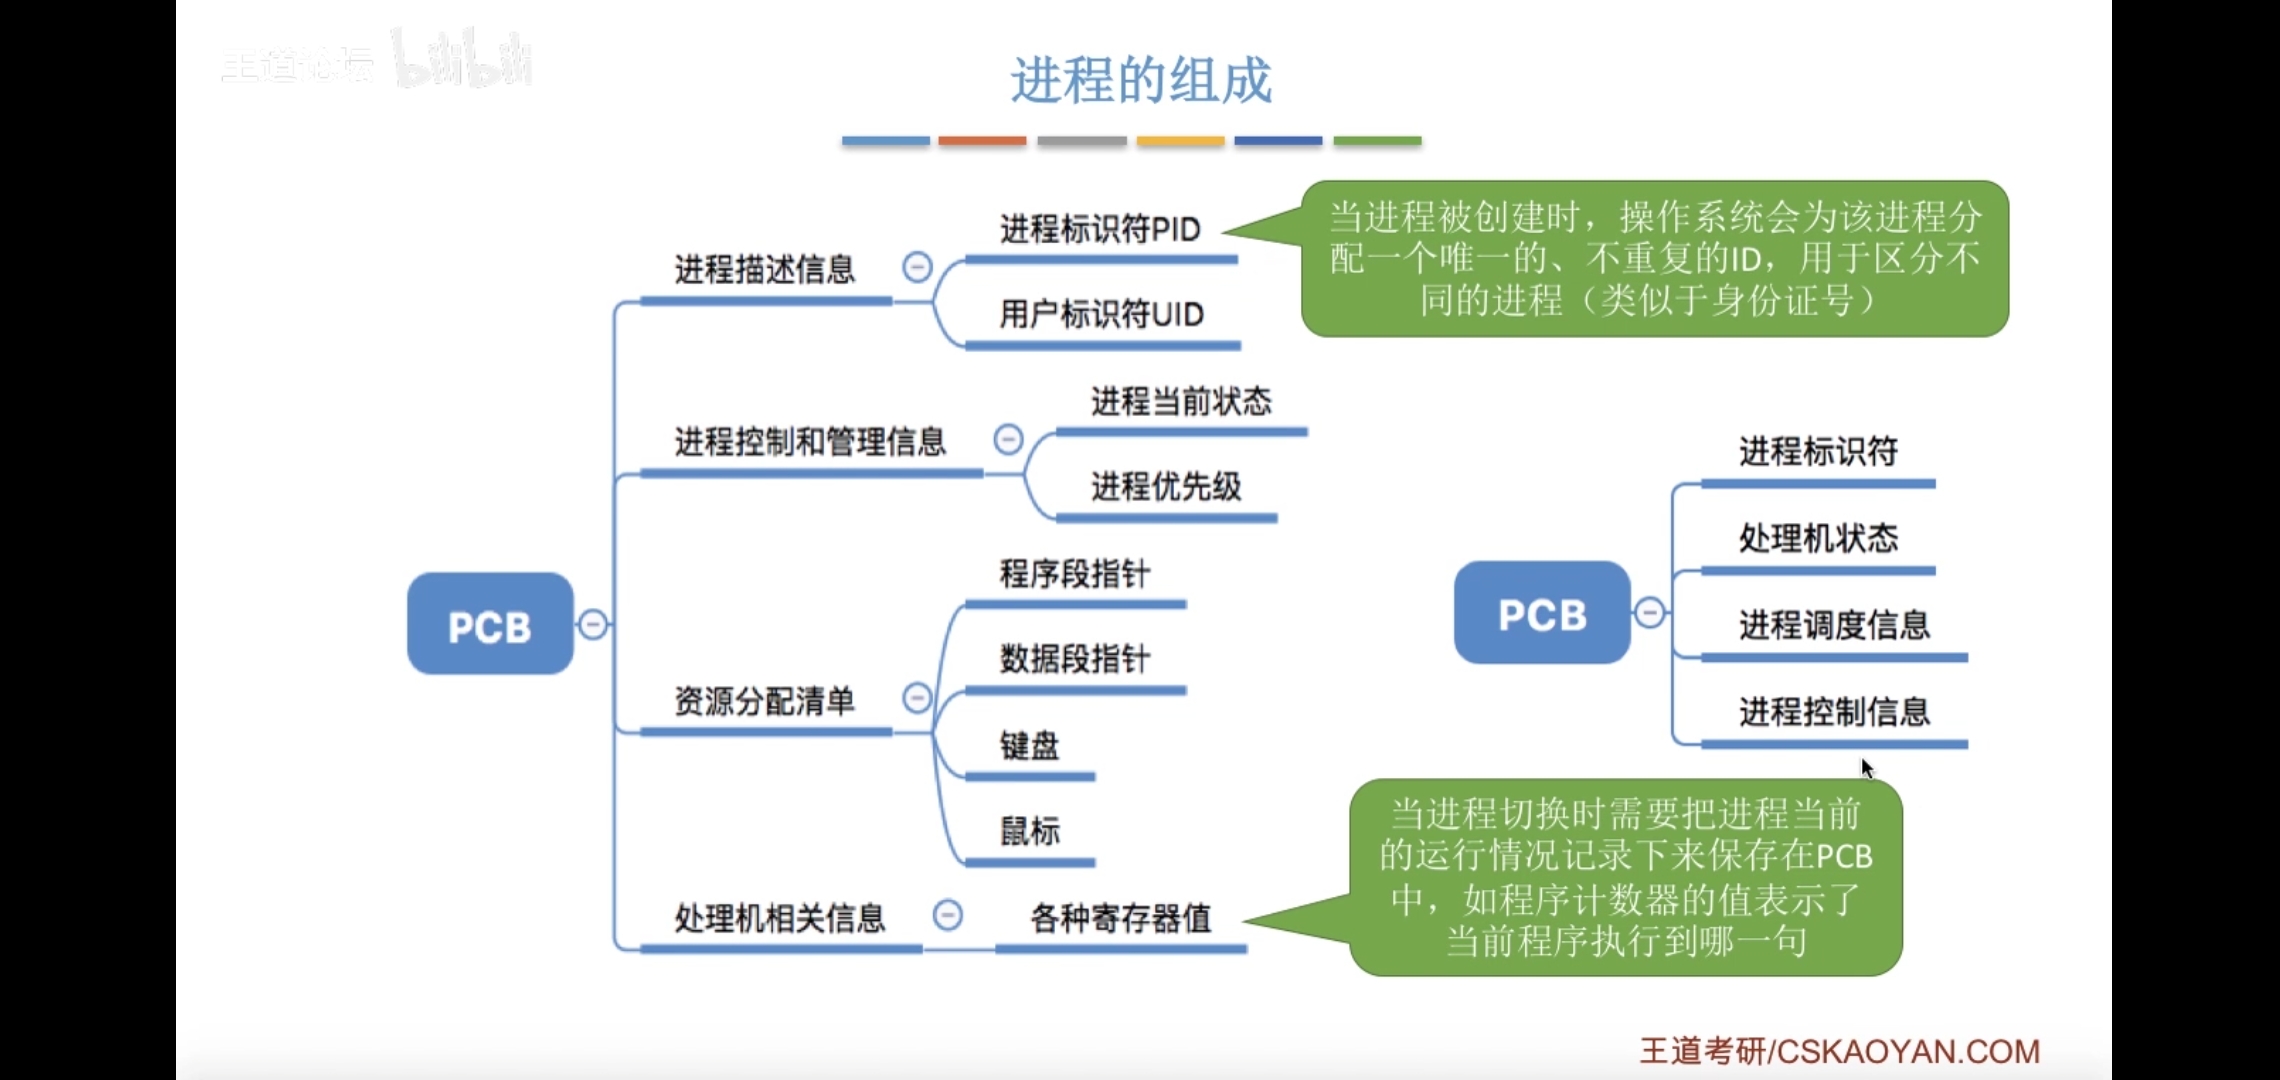 王道论坛 bilibili
进程的组成
进程标识符PID
当进程被创建时，操作系统会为该进程分
配一个唯一的、不重复的ID，用于区分不
同的进程（类似于身份证号）
进程描述信息
用户标识符UID
进程当前状态
进程控制和管理信息
进程优先级
程序段指针
数据段指针
PCB
资源分配清单
键盘
鼠标
处理机相关信息
各种寄存器值
进程标识符
处理机状态
PCB
进程调度信息
进程控制信息
当进程切换时需要把进程当前
的运行情况记录下来保存在PCB
中，如程序计数器的值表示了
当前程序执行到哪一句
王道考研/CSKAOYAN.COM